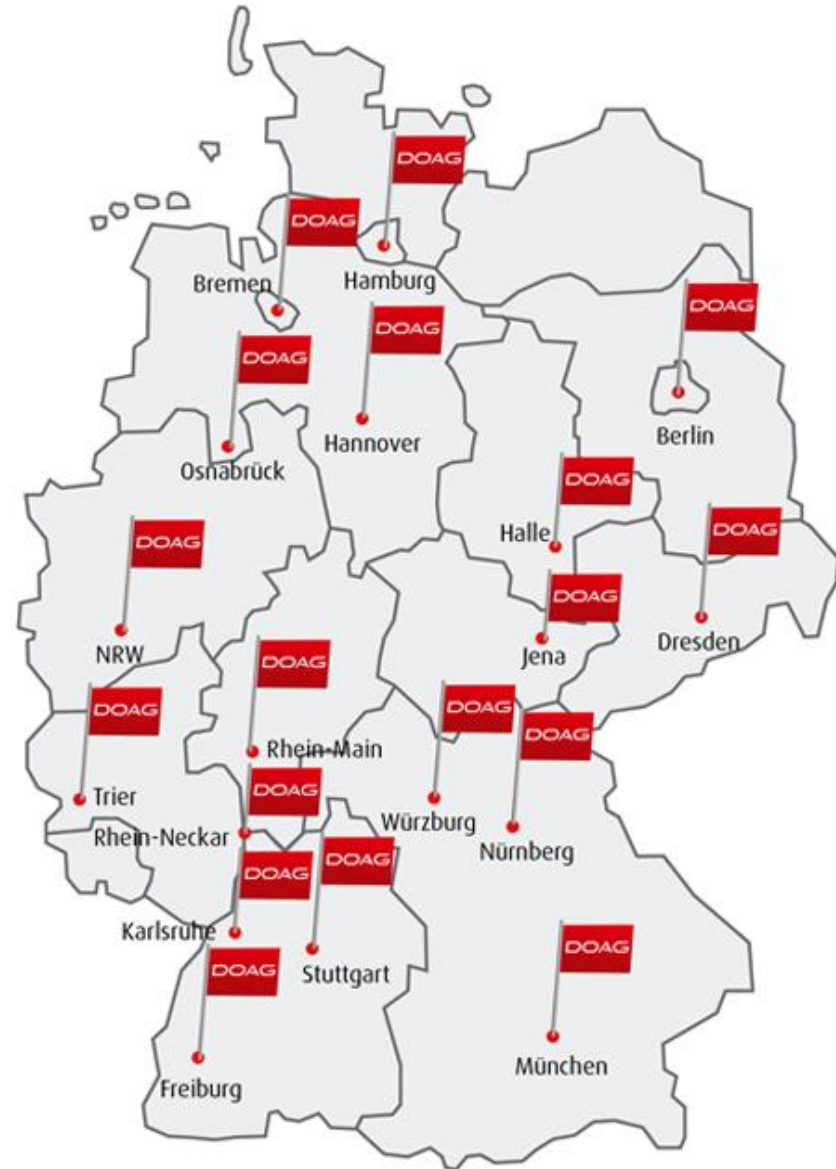 DOAG
Hamburg
DOAG
Bremen
DOAG
Hannover
DOAG
Berlin
DOAG
Osnabrück
DOAG
Halle
DOAG
Dresden
DOAG
NRW
DOAG
Jena
DOAG
Rhein-Main
DOAG
Trier
DOAG
Würzburg
DOAG
Nürnberg
DOAG
Rhein-Neckar
DOAG
Karlsruhe
DOAG
Stuttgart
DOAG
Freiburg
DOAG
München